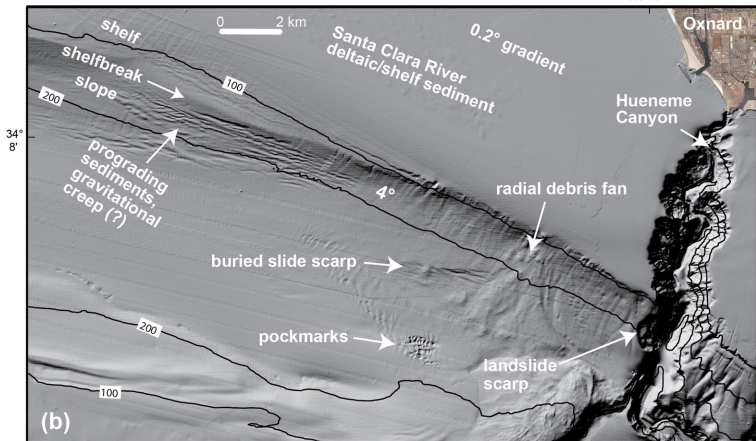 shelf
0 2 km
0.2° gradient
Oxnard
shelfbreak
slope
Santa Clara River
deltaic/shelf sediment
100
200
Hueneme
Canyon
34°
8'
prograding
sediments,
gravitational
creep (?)
4°
radial debris fan
buried slide scarp
pockmarks
200
landslide
scarp
100
(b)